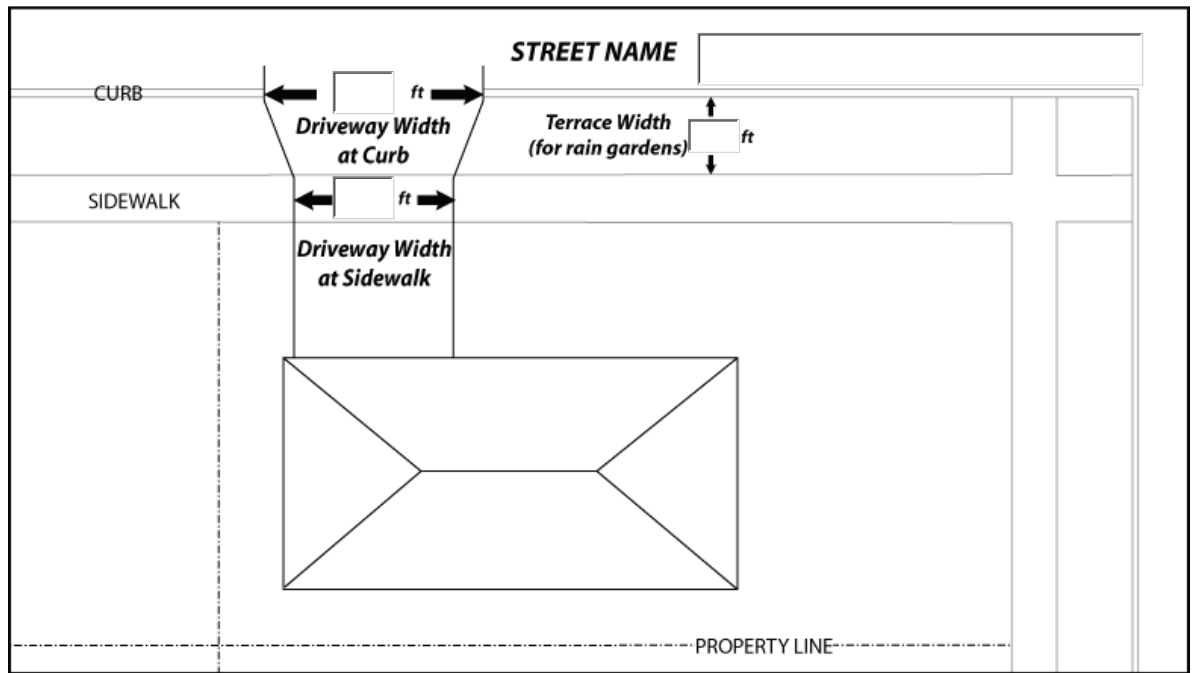 STREET NAME
CURB
ft
Driveway Width
at Curb
Terrace Width
(for rain gardens)
ft
SIDEWALK
ft
Driveway Width
at Sidewalk
PROPERTY LINE